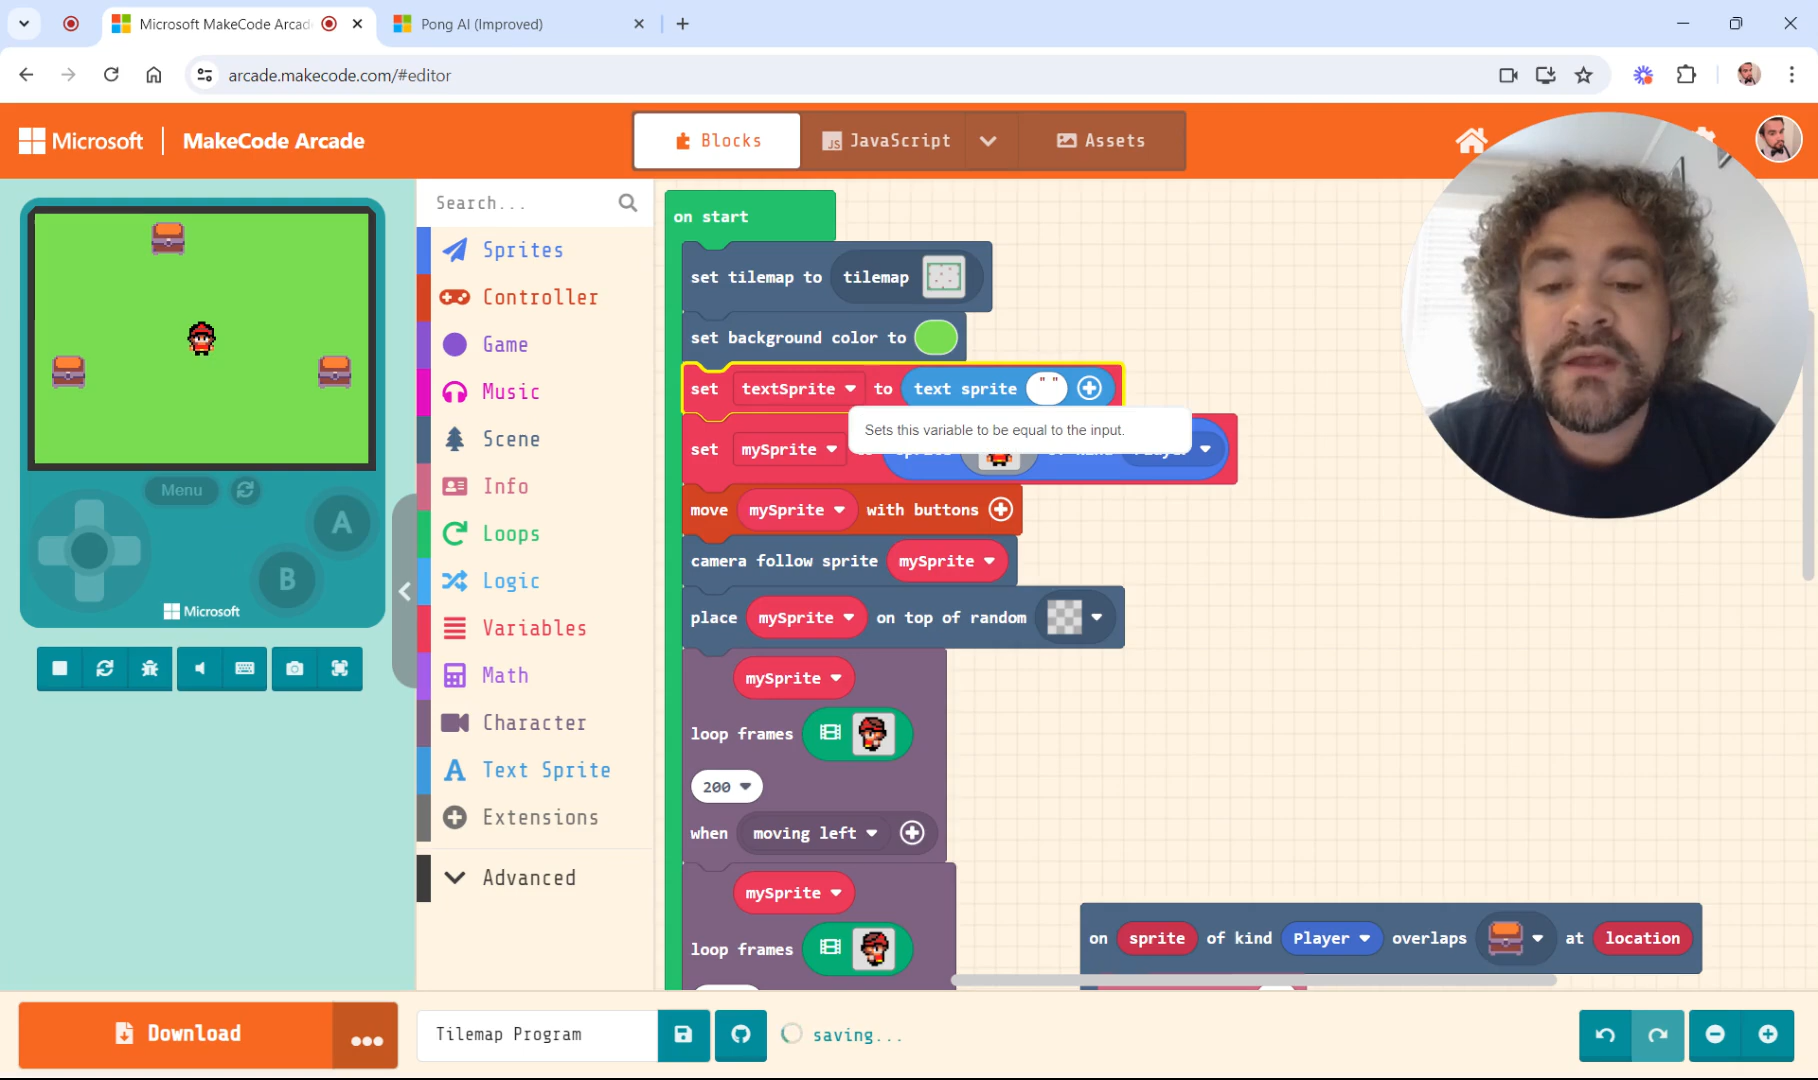 Microsoft MakeCode Arcade
Pong AI (Improved)
arcade.makecode.com/#editor
Microsoft
MakeCode Arcade
Blocks
JS JavaScript
Assets
Search...
Sprites
Controller
Game
Music
Scene
Info
Loops
Logic
Variables
Math
Character
Text Sprite
Extensions
Advanced
Menu
A
B
Microsoft
on start
set tilemap to tilemap
set background color to
set textSprite to text sprite " "
Sets this variable to be equal to the input.
set mySprite
move mySprite with buttons
camera follow sprite mySprite
place mySprite on top of random
mySprite
loop frames
200
when moving left
mySprite
loop frames
on sprite of kind Player overlaps at location
Download
Tilemap Program
saving...